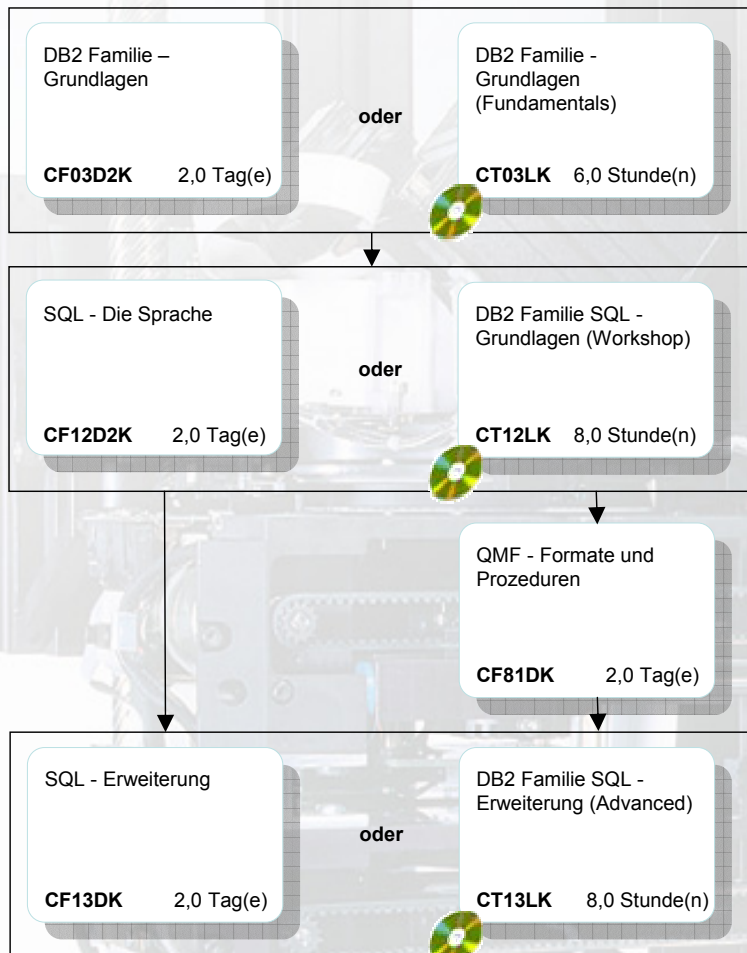 DB2 Familie –
Grundlagen
CF03D2K 2,0 Tag(e)
oder
DB2 Familie -
Grundlagen
(Fundamentals)
CT03LK 6,0 Stunde(n)
SQL - Die Sprache
CF12D2K 2,0 Tag(e)
oder
DB2 Familie SQL -
Grundlagen (Workshop)
CT12LK 8,0 Stunde(n)
QMF - Formate und
Prozeduren
CF81DK 2,0 Tag(e)
SQL - Erweiterung
CF13DK 2,0 Tag(e)
oder
DB2 Familie SQL -
Erweiterung (Advanced)
CT13LK 8,0 Stunde(n)